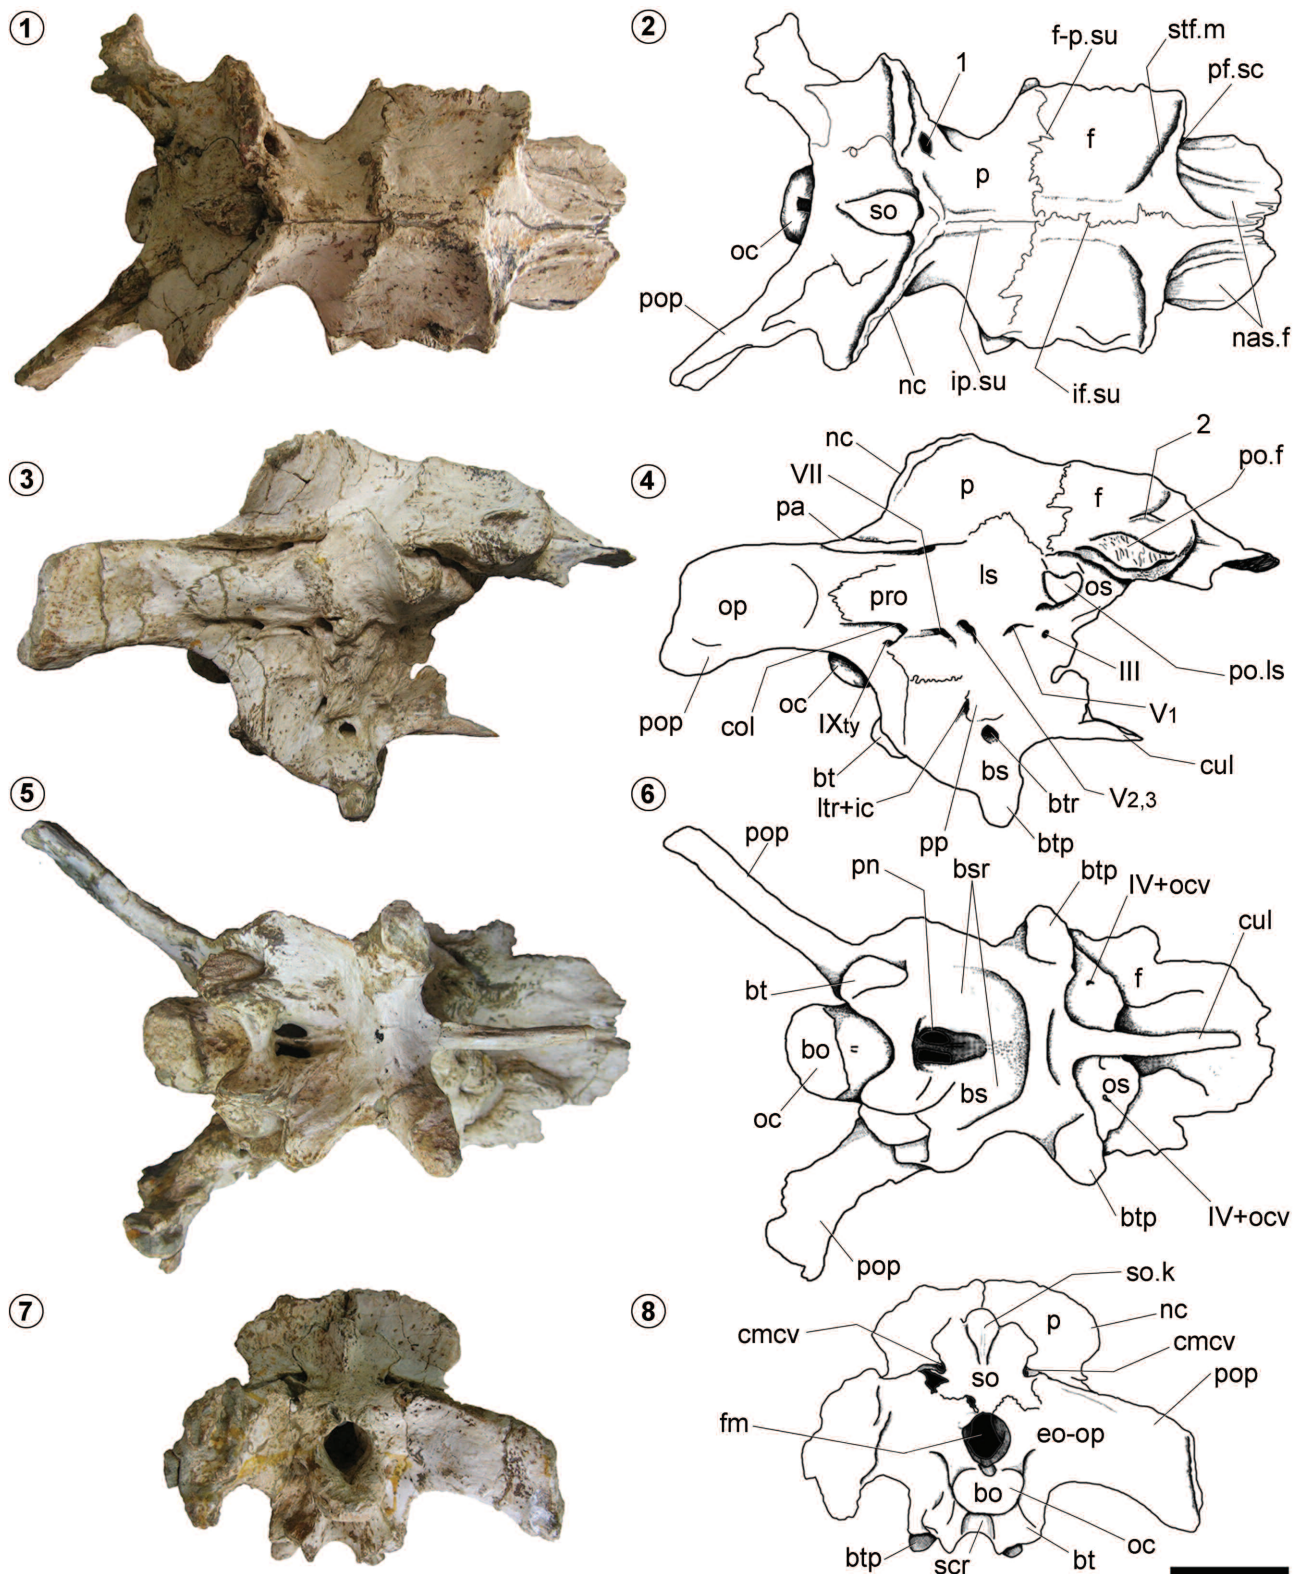 1
2
f-p.su
stf.m
1
pf.sc
f
p
so
oc
pop
nas.f
nc
ip.su
if.su
3
4
nc
2
VII
po.f
p
pa
f
ls
os
op
pro
III
po.ls
pop
col
oc
IXty
V1
bt
bs
cul
ltr+ic
btr
V2,3
pp
btp
5
6
pop
pn
bsr
btp
IV+ocv
cul
bt
f
bo
os
bs
oc
btp
IV+ocv
pop
7
8
so.k
nc
p
cmcv
cmcv
so
pop
fm
eo-op
bo
oc
btp
scr
bt